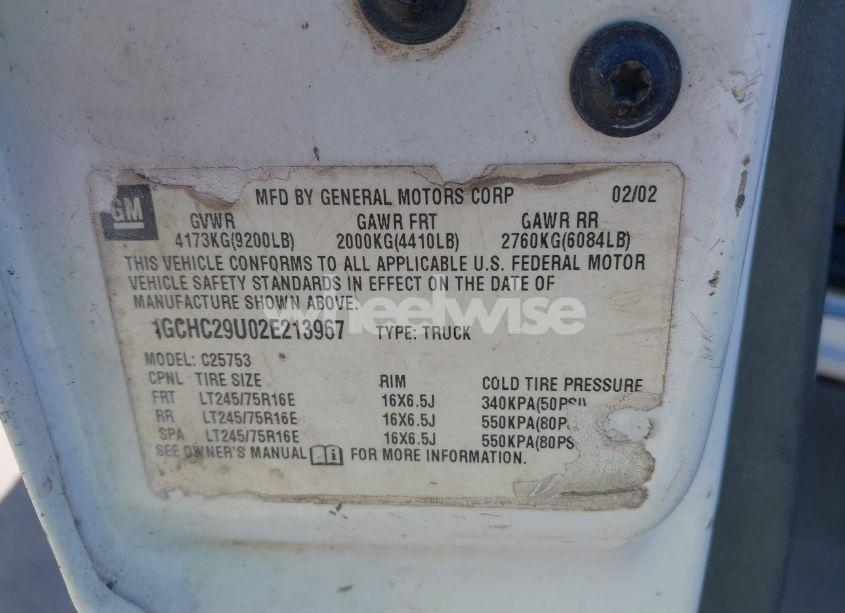 GM
MFD BY GENERAL MOTORS CORP 02/02
GVWR GAWR FRT GAWR RR
4173KG(9200LB) 2000KG(4410LB) 2760KG(6084LB)
THIS VEHICLE CONFORMS TO ALL APPLICABLE U.S. FEDERAL MOTOR
VEHICLE SAFETY STANDARDS IN EFFECT ON THE DATE OF
MANUFACTURE SHOWN ABOVE.
wheelwise
1GCHC29U02E213967 TYPE: TRUCK
MODEL: C25753
CPNL TIRE SIZE RIM COLD TIRE PRESSURE
FRT LT245/75R16E 16X6.5J 340KPA(50PSI)
RR LT245/75R16E 16X6.5J 550KPA(80PS
SPA LT245/75R16E 16X6.5J 550KPA(80PS
SEE OWNER'S MANUAL FOR MORE INFORMATION.